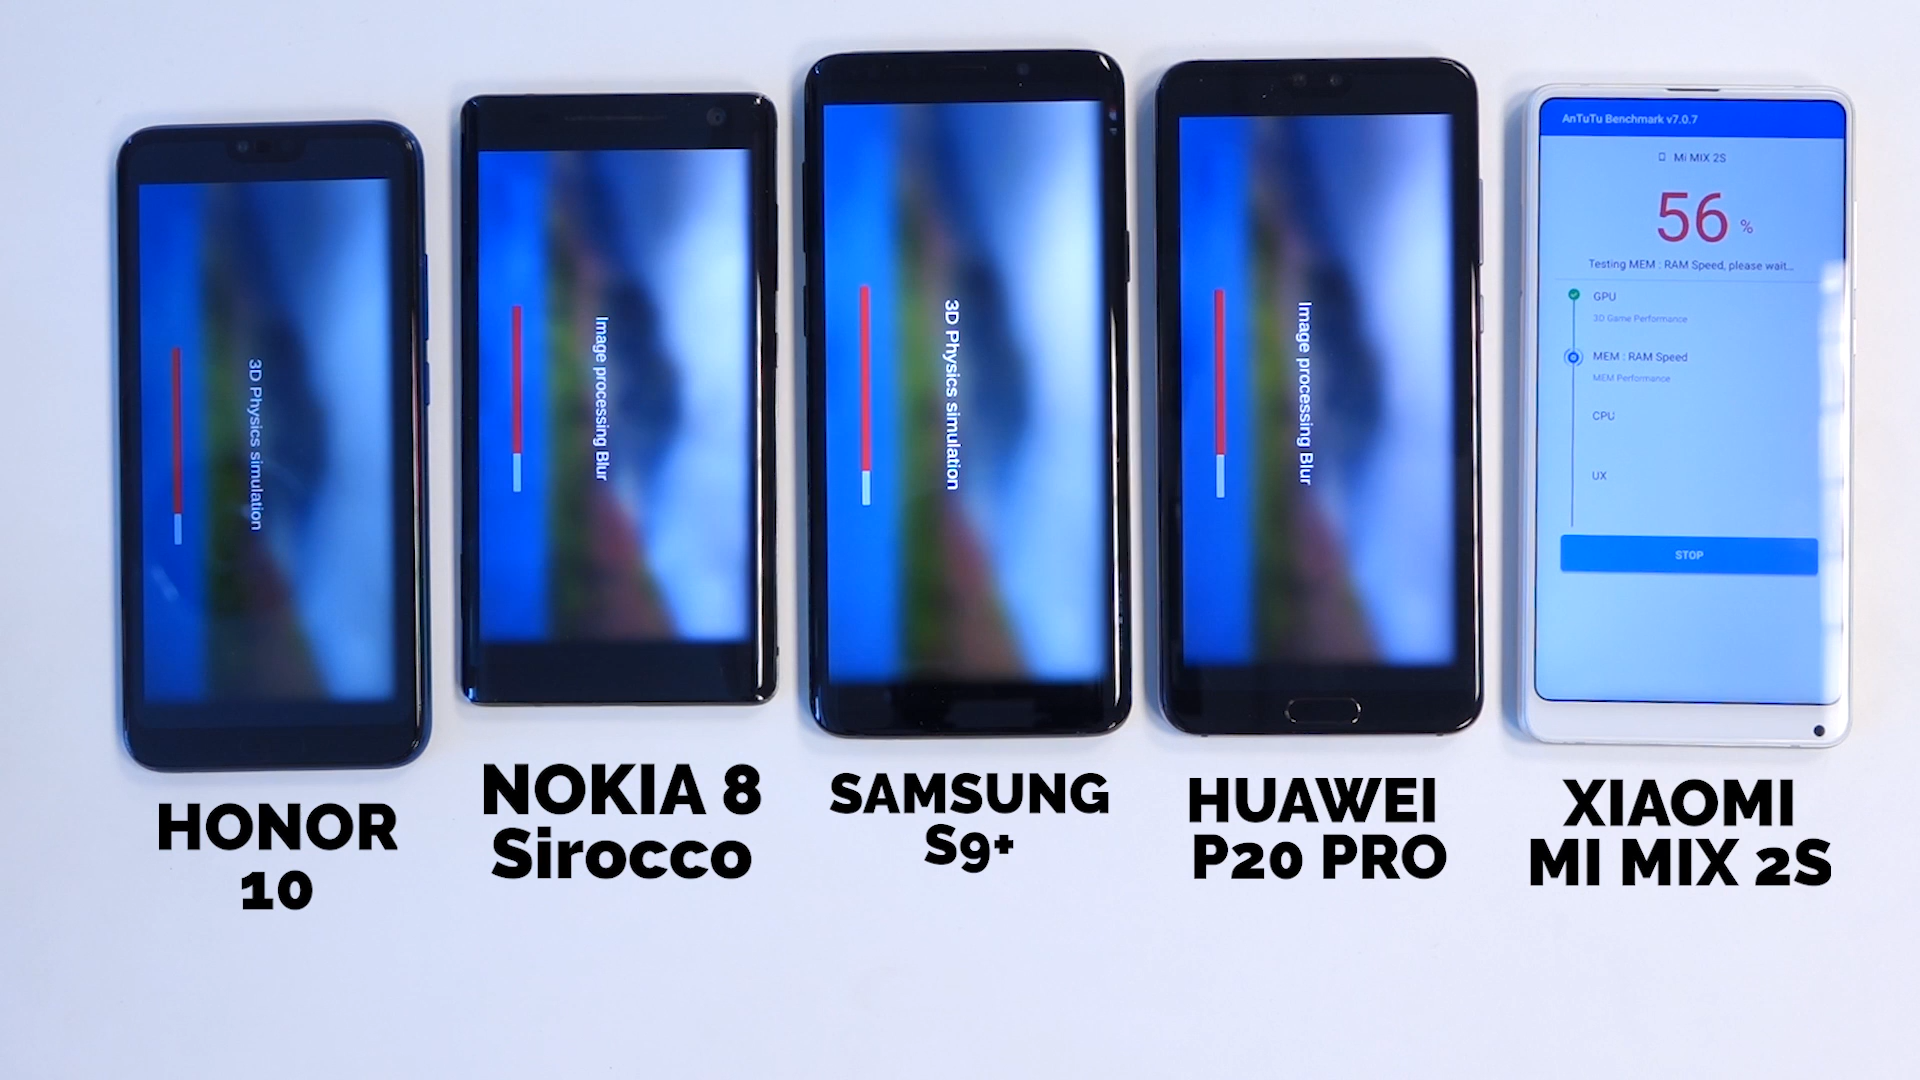 3D Physics simulation
Image processing Blur
3D Physics simulation
Image processing Blur
AnTuTu Benchmark v7.0.7
Mi MIX 2S
56 %
Testing MEM : RAM Speed, please wait...
GPU
3D Game Performance
MEM : RAM Speed
MEM Performance
CPU
UX
STOP
HONOR
10
NOKIA 8
Sirocco
SAMSUNG
S9+
HUAWEI
P20 PRO
XIAOMI
MI MIX 2S